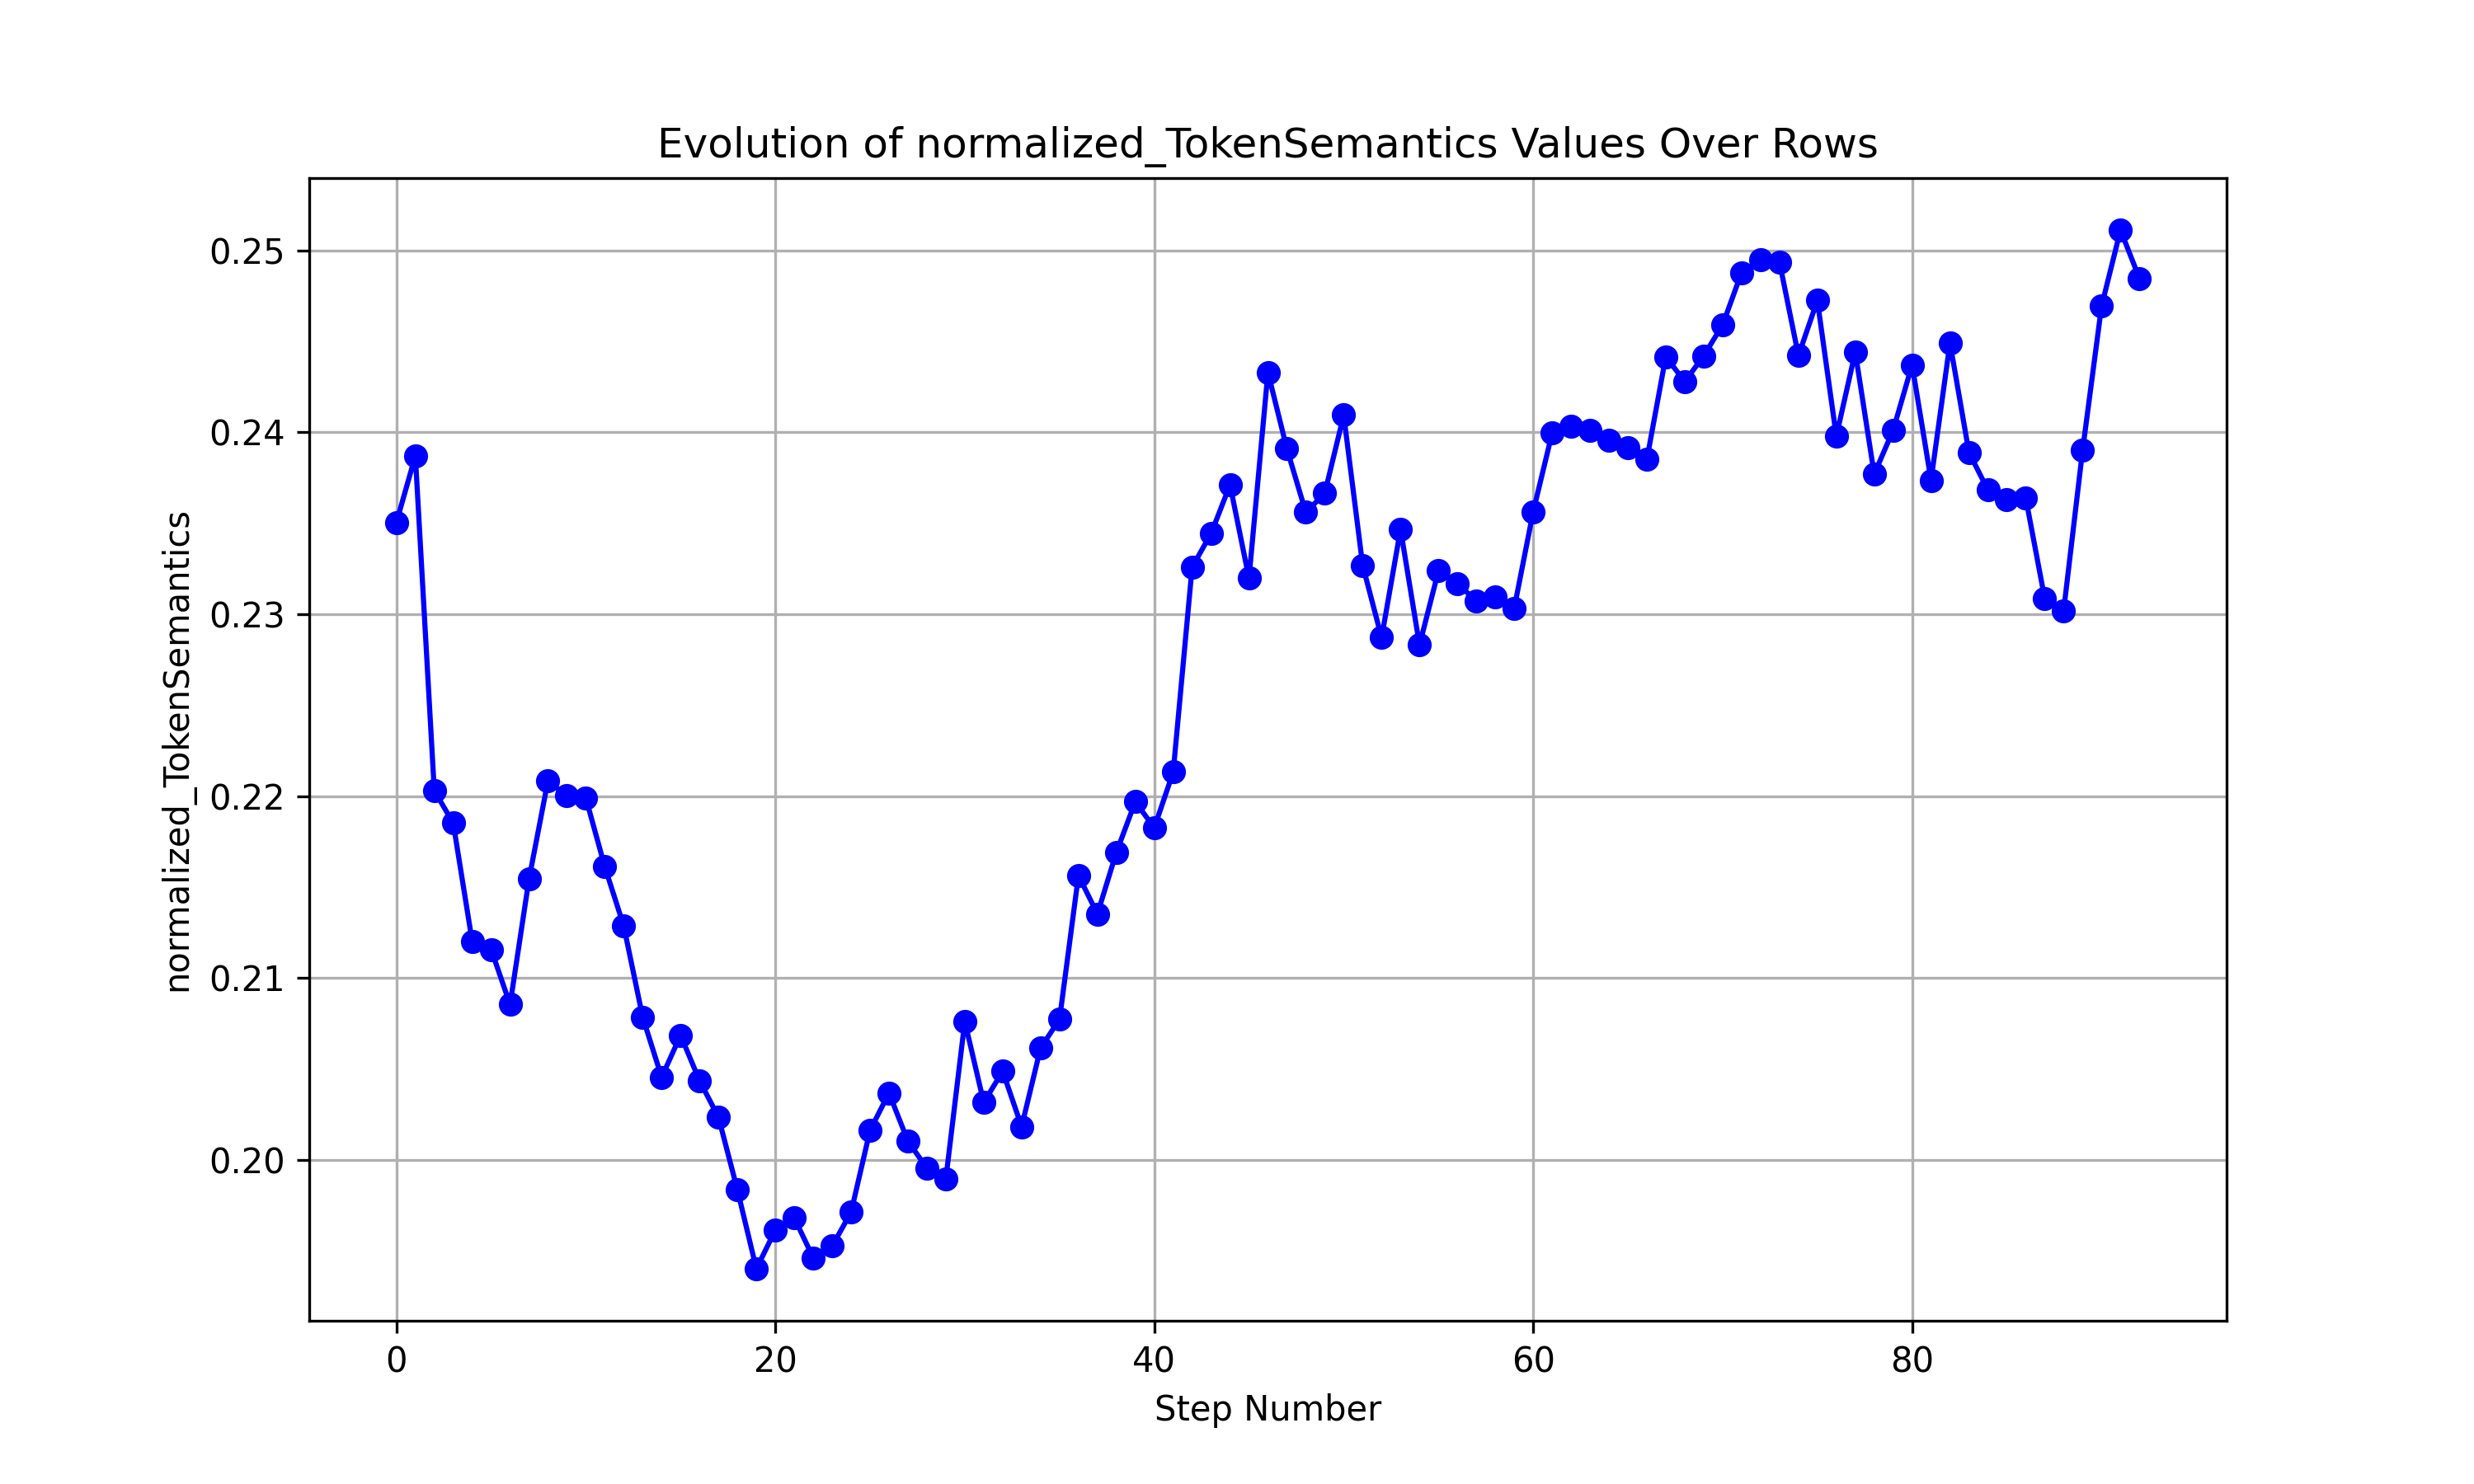 Evolution of normalized_TokenSemantics Values Over Rows
normalized_TokenSemantics
0.25
0.24
0.23
0.22
0.21
0.20
0 20 40 60 80
Step Number